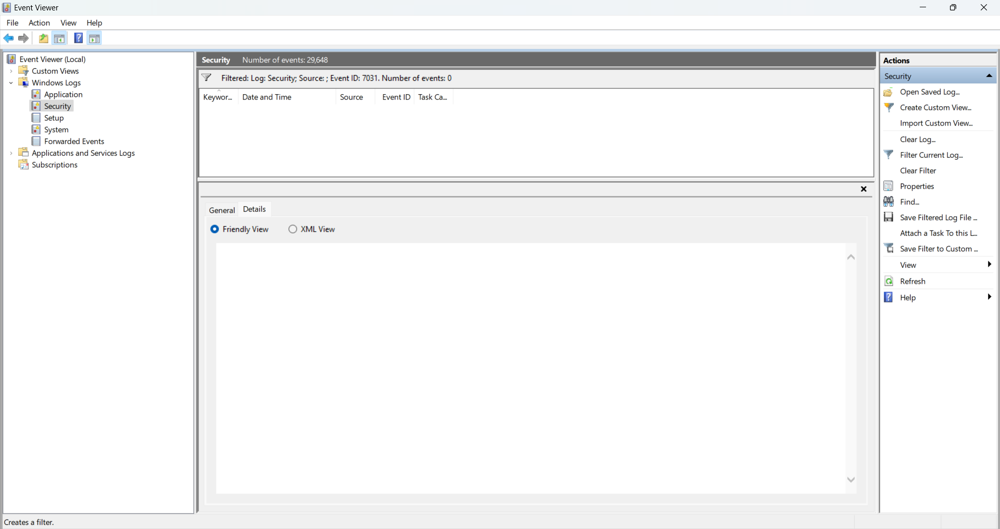 Event Viewer
File Action View Help
Event Viewer (Local)
Custom Views
Windows Logs
Application
Security
Setup
System
Forwarded Events
Applications and Services Logs
Subscriptions
Security Number of events: 29,648
Filtered: Log: Security; Source: ; Event ID: 7031. Number of events: 0
Keywor... Date and Time Source Event ID Task Ca...
General Details
Friendly View XML View
Actions
Security
Open Saved Log...
Create Custom View...
Import Custom View...
Clear Log...
Filter Current Log...
Clear Filter
Properties
Find...
Save Filtered Log File ...
Attach a Task To this L...
Save Filter to Custom ...
View
Refresh
Help
Creates a filter.